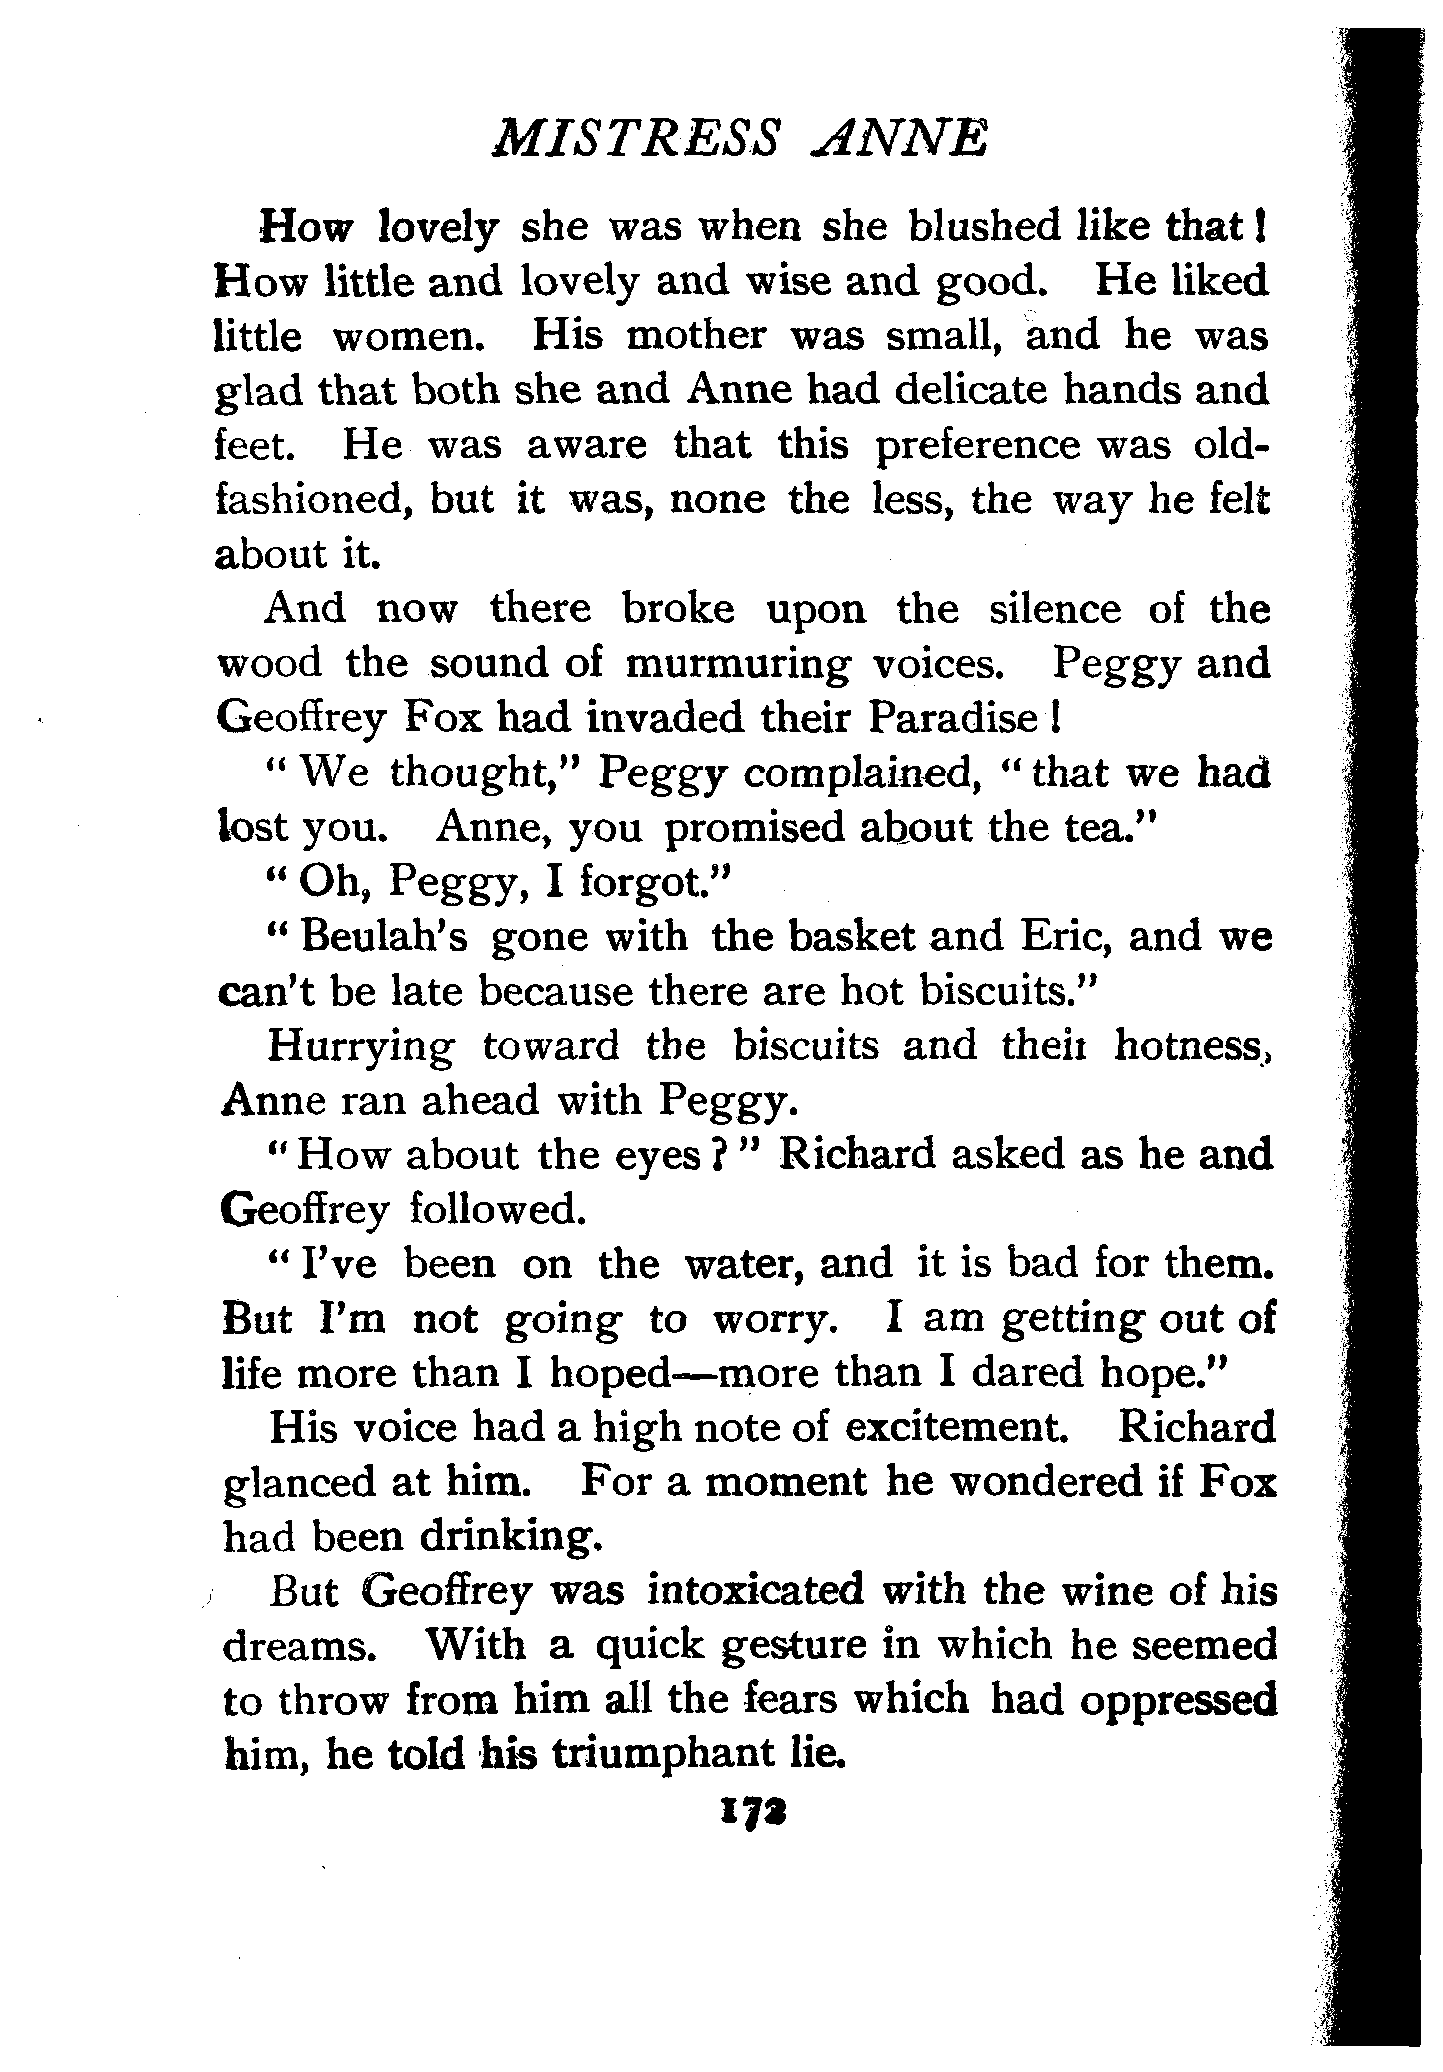 MISTRESS ANNE
How lovely she was when she blushed like that!
How little and lovely and wise and good. He liked
little women. His mother was small, and he was
glad that both she and Anne had delicate hands and
feet. He was aware that this preference was old-
fashioned, but it was, none the less, the way he felt
about it.
And now there broke upon the silence of the
wood the sound of murmuring voices. Peggy and
Geoffrey Fox had invaded their Paradise!
"We thought," Peggy complained, "that we had
lost you. Anne, you promised about the tea."
"Oh, Peggy, I forgot."
"Beulah's gone with the basket and Eric, and we
can't be late because there are hot biscuits."
Hurrying toward the biscuits and their hotness,
Anne ran ahead with Peggy.
"How about the eyes?" Richard asked as he and
Geoffrey followed.
"I've been on the water, and it is bad for them.
But I'm not going to worry. I am getting out of
life more than I hoped—more than I dared hope."
His voice had a high note of excitement. Richard
glanced at him. For a moment he wondered if Fox
had been drinking.
But Geoffrey was intoxicated with the wine of his
dreams. With a quick gesture in which he seemed
to throw from him all the fears which had oppressed
him, he told his triumphant lie.
172